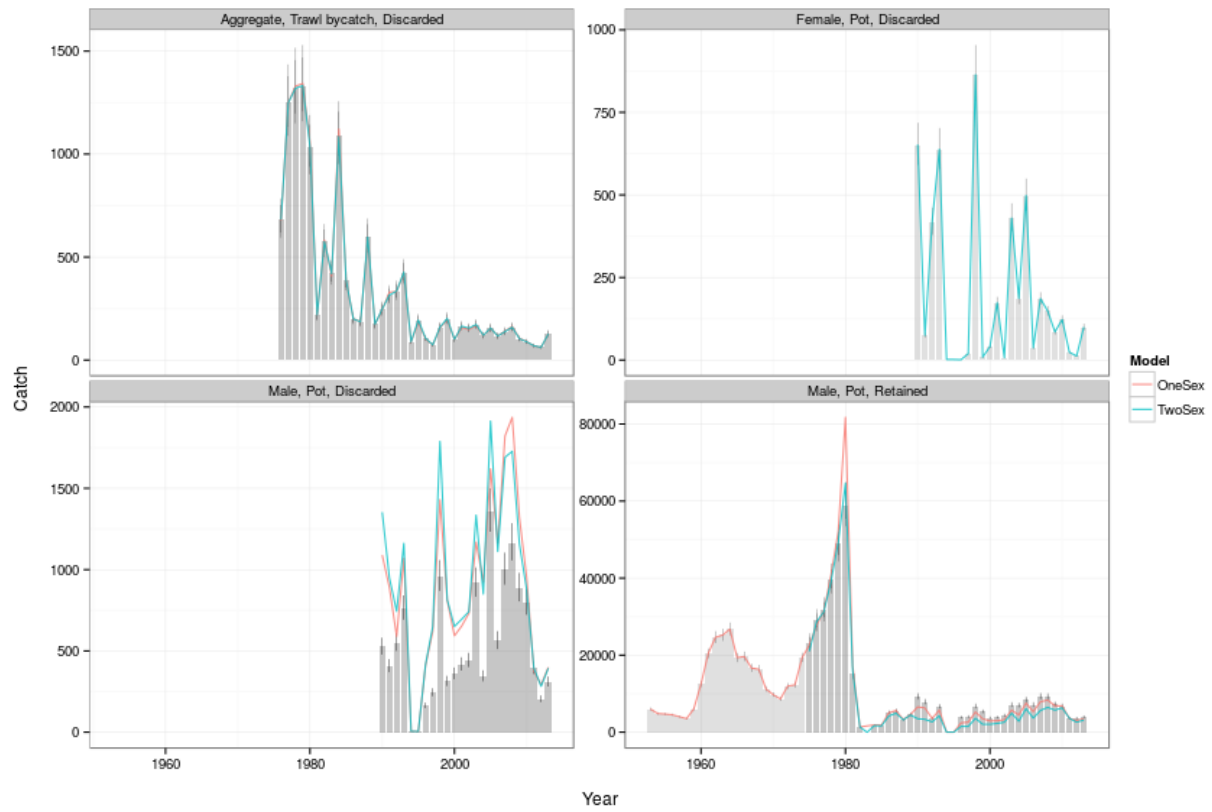 Aggregate, Trawl bycatch, Discarded
Female, Pot, Discarded
1500
1000
500
0
1000
750
500
250
0
Male, Pot, Discarded
Male, Pot, Retained
2000
1500
1000
500
0
80000
60000
40000
20000
0
1960 1980 2000
1960 1980 2000
Catch
Year
Model
OneSex
TwoSex